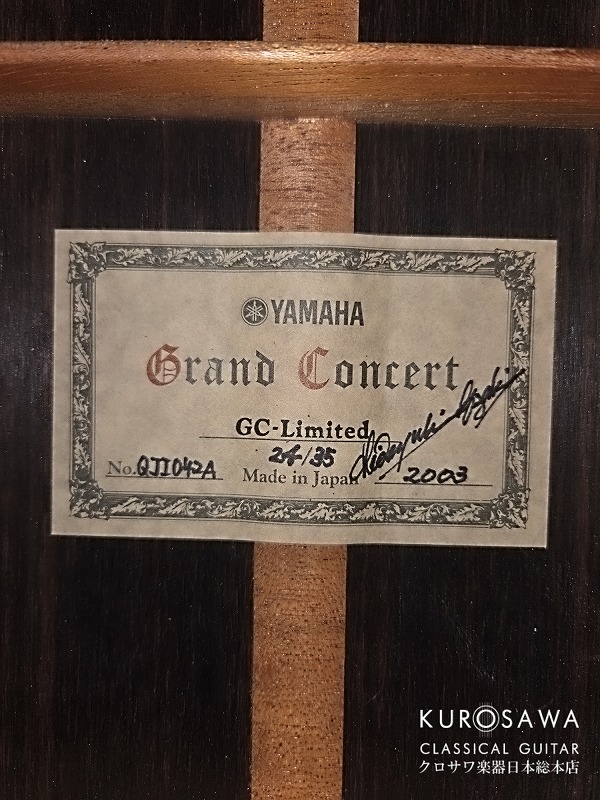 YAMAHA
Grand Concert
GC-Limited
24/35
No. QJI042A Made in Japan 2003
KUROSAWA
CLASSICAL GUITAR
クロサワ楽器日本総本店